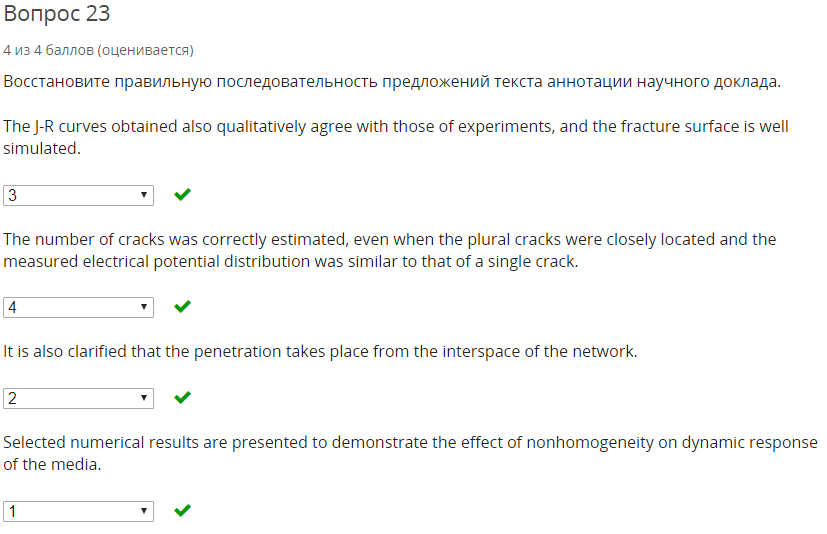 Вопрос 23
4 из 4 баллов (оценивается)
Восстановите правильную последовательность предложений текста аннотации научного доклада.
The J-R curves obtained also qualitatively agree with those of experiments, and the fracture surface is well
simulated.
3
The number of cracks was correctly estimated, even when the plural cracks were closely located and the
measured electrical potential distribution was similar to that of a single crack.
4
It is also clarified that the penetration takes place from the interspace of the network.
2
Selected numerical results are presented to demonstrate the effect of nonhomogeneity on dynamic response
of the media.
1